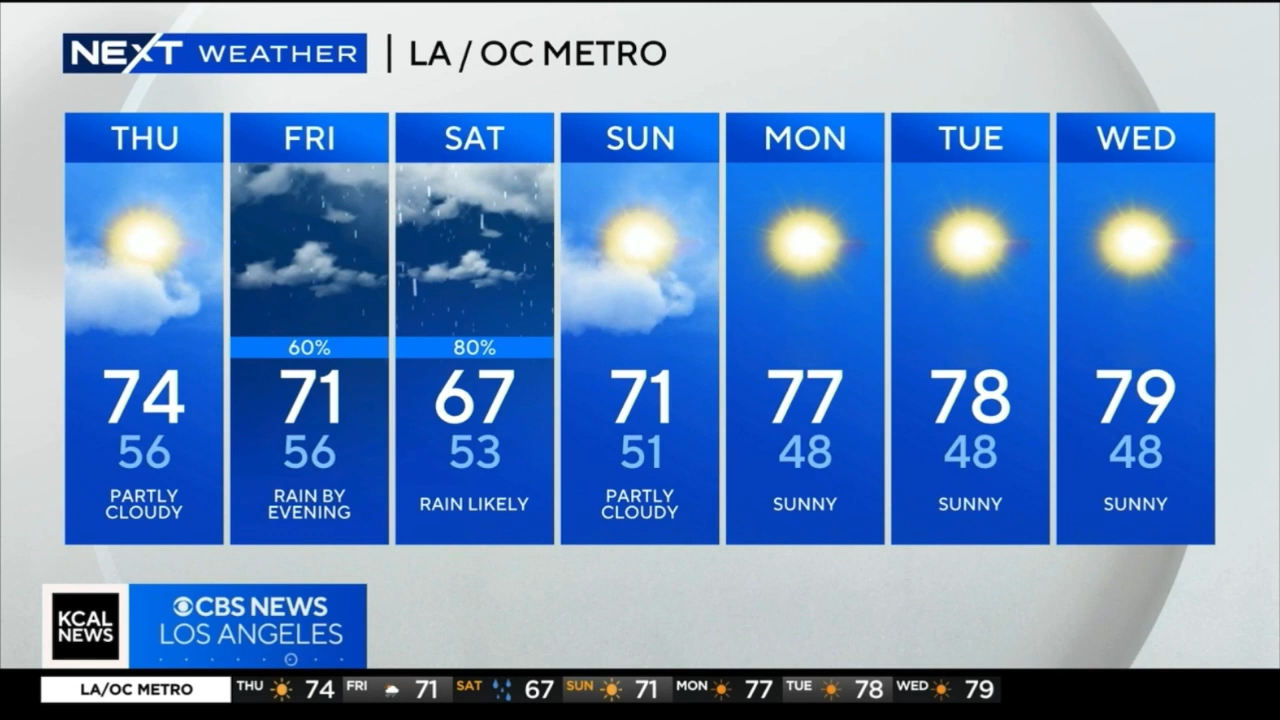 NEXT WEATHER | LA / OC METRO
THU FRI SAT SUN MON TUE WED
60% 80%
74 71 67 71 77 78 79
56 56 53 51 48 48 48
PARTLY CLOUDY
RAIN BY EVENING
RAIN LIKELY
PARTLY CLOUDY
SUNNY
SUNNY
SUNNY
KCAL NEWS
CBS NEWS
LOS ANGELES
LA/OC METRO THU 74 FRI 71 SAT 67 SUN 71 MON 77 TUE 78 WED 79